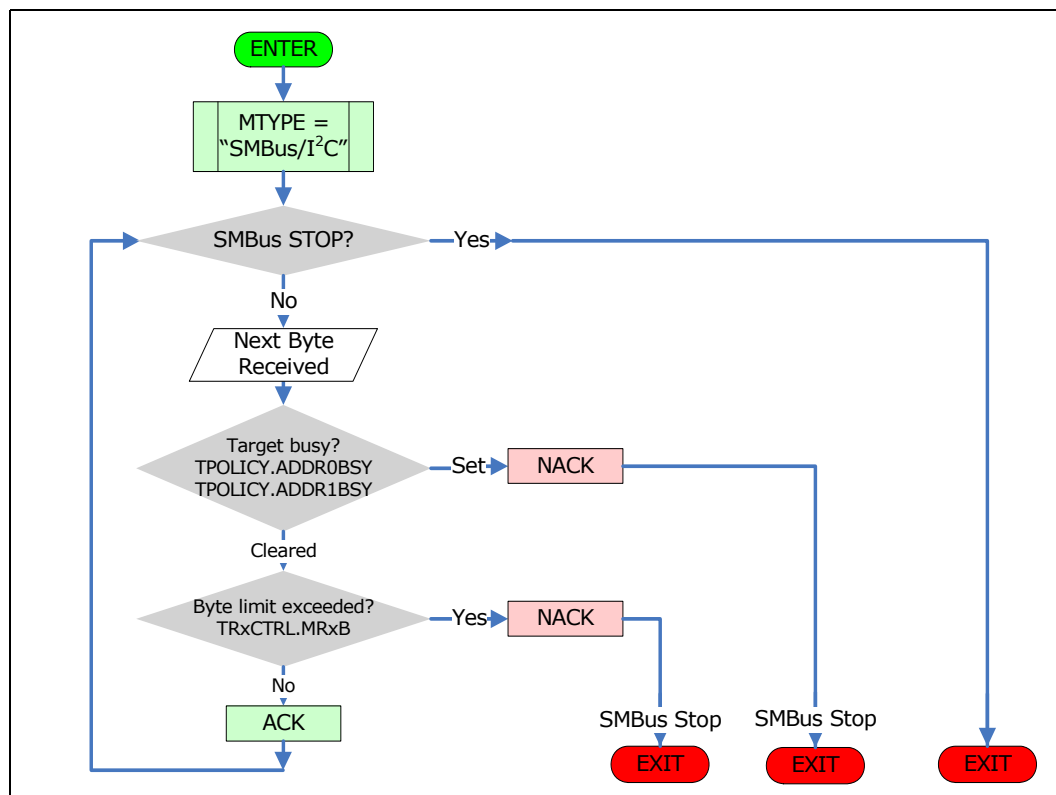 ENTER
MTYPE =
“SMBus/I²C”
SMBus STOP?
Yes
No
Next Byte
Received
Target busy?
TPOLICY.ADDR0BSY
TPOLICY.ADDR1BSY
Set
NACK
Cleared
Byte limit exceeded?
TRxCTRL.MRxB
Yes
NACK
No
ACK
SMBus Stop
SMBus Stop
EXIT
EXIT
EXIT